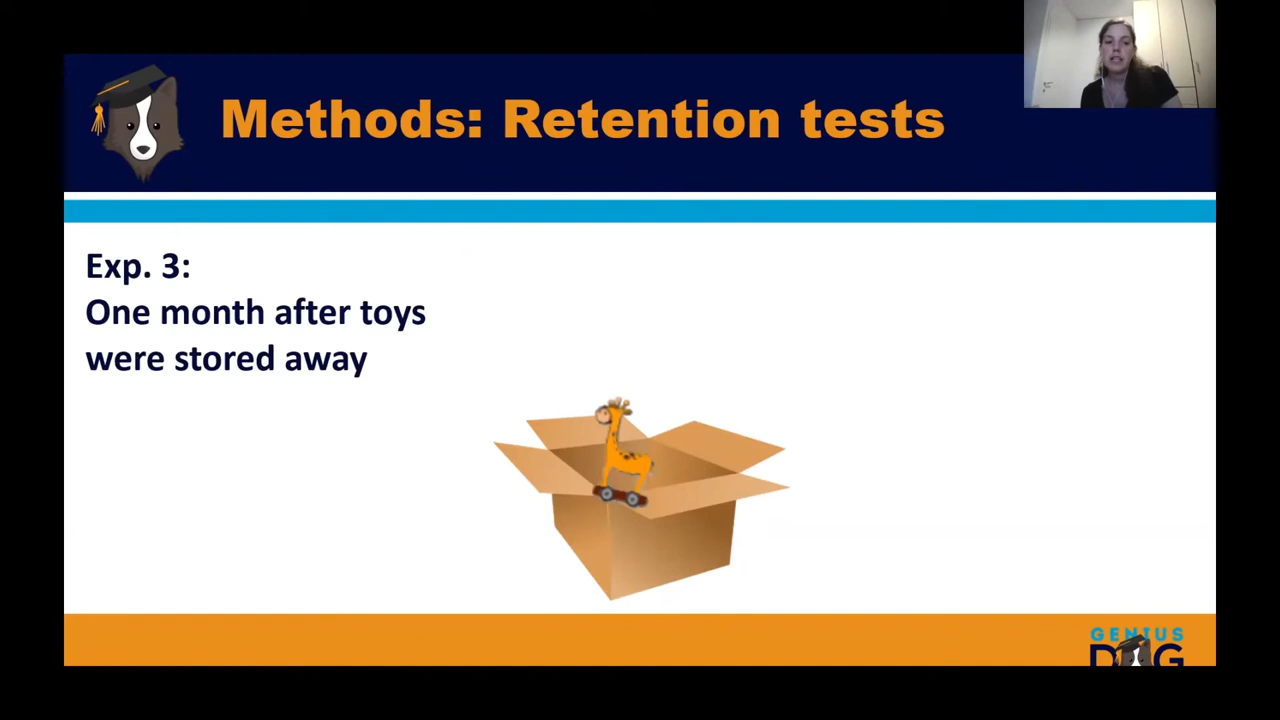 Methods: Retention tests
Exp. 3:
One month after toys
were stored away
GENIUS
DOG